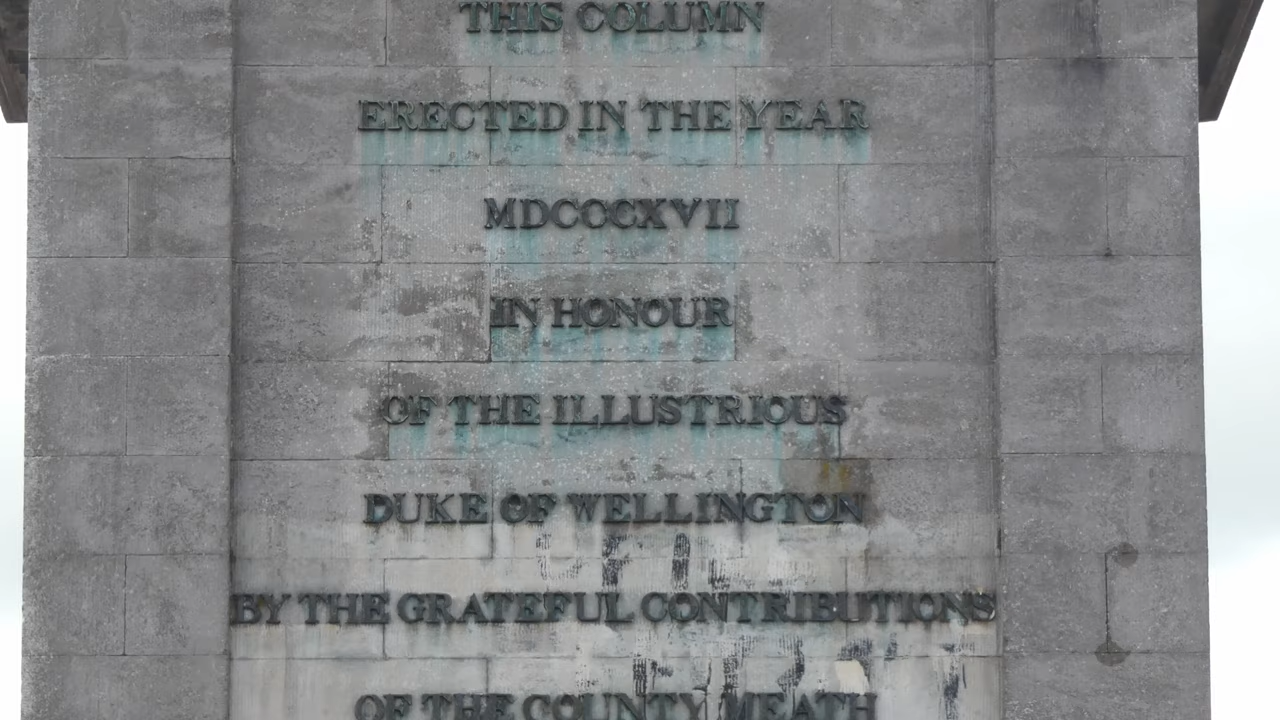 THIS COLUMN
ERECTED IN THE YEAR
MDCCCXVII
IN HONOUR
OF THE ILLUSTRIOUS
DUKE OF WELLINGTON
BY THE GRATEFUL CONTRIBUTIONS
OF THE COUNTY MEATH